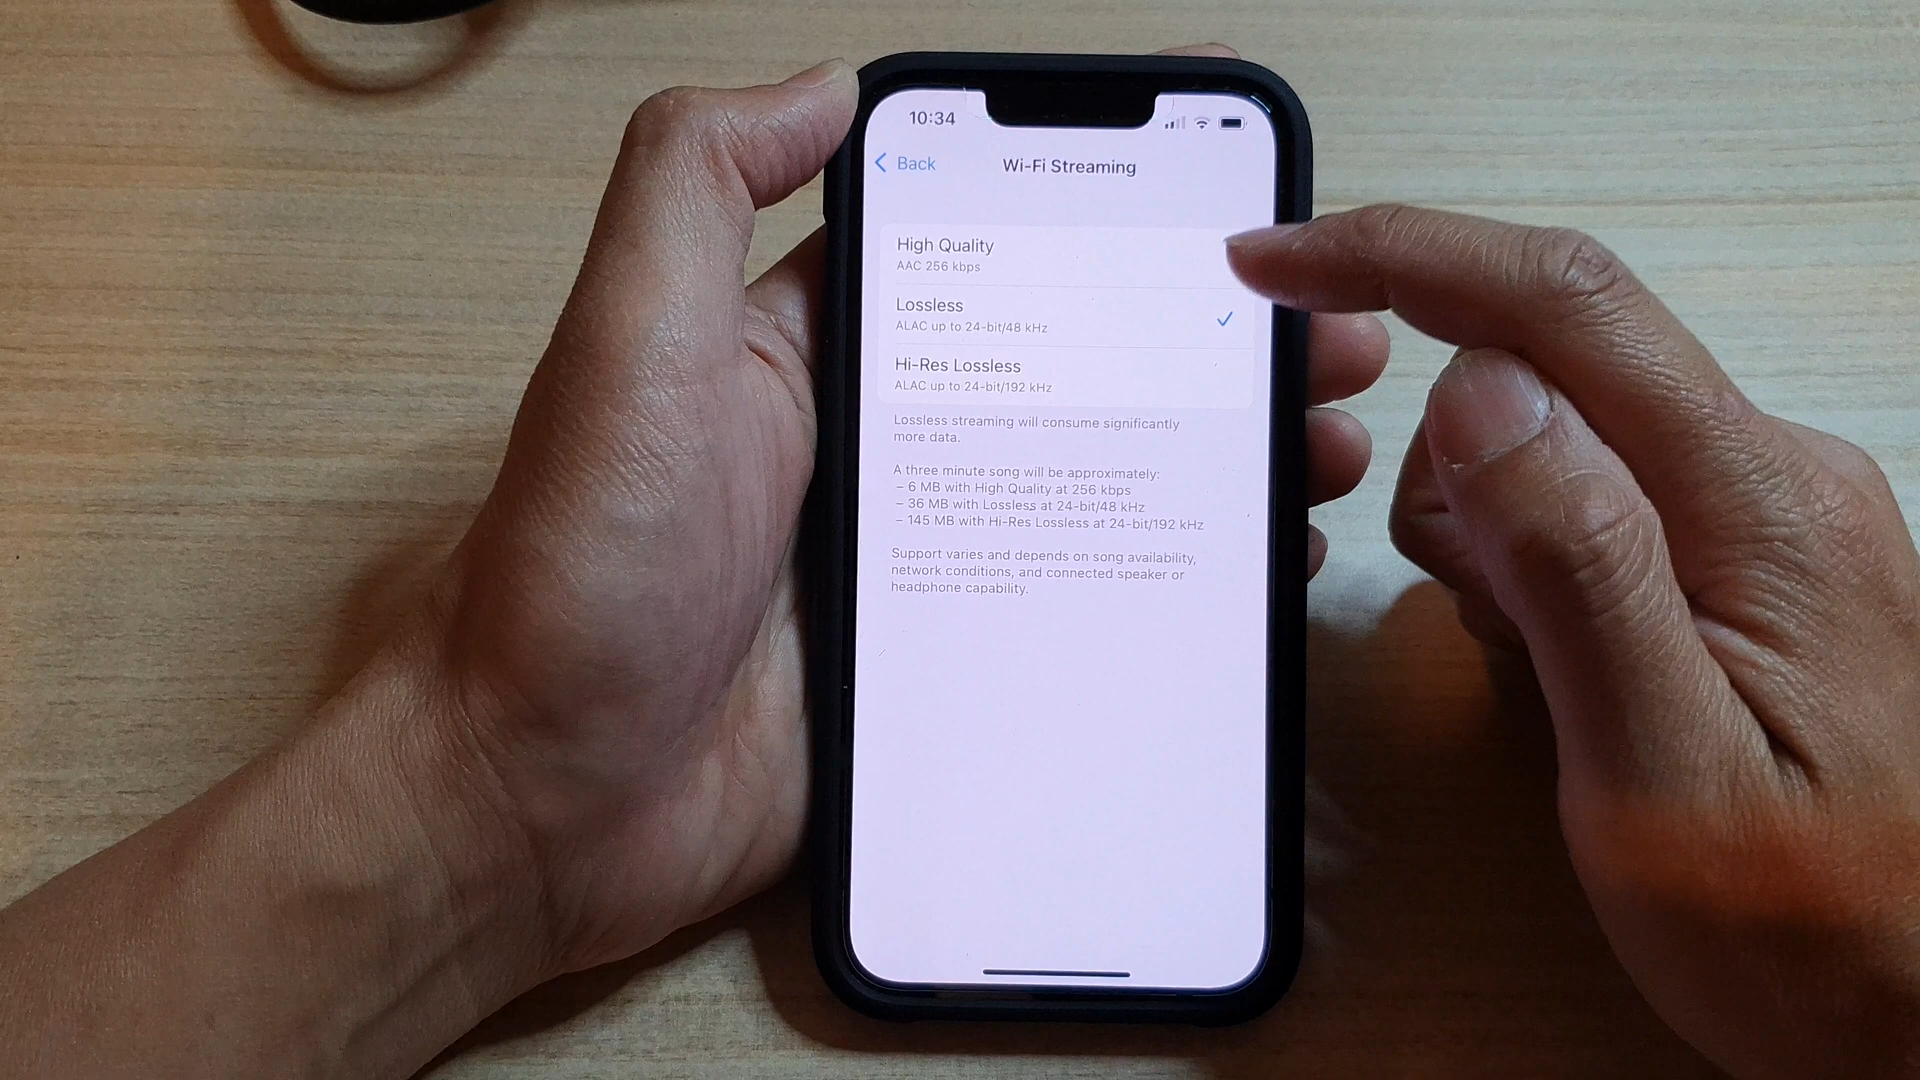 10:34
Back
Wi-Fi Streaming
High Quality
AAC 256 kbps
Lossless
ALAC up to 24-bit/48 kHz
Hi-Res Lossless
ALAC up to 24-bit/192 kHz
Lossless streaming will consume significantly
more data.
A three minute song will be approximately:
– 6 MB with High Quality at 256 kbps
– 36 MB with Lossless at 24-bit/48 kHz
– 145 MB with Hi-Res Lossless at 24-bit/192 kHz
Support varies and depends on song availability,
network conditions, and connected speaker or
headphone capability.